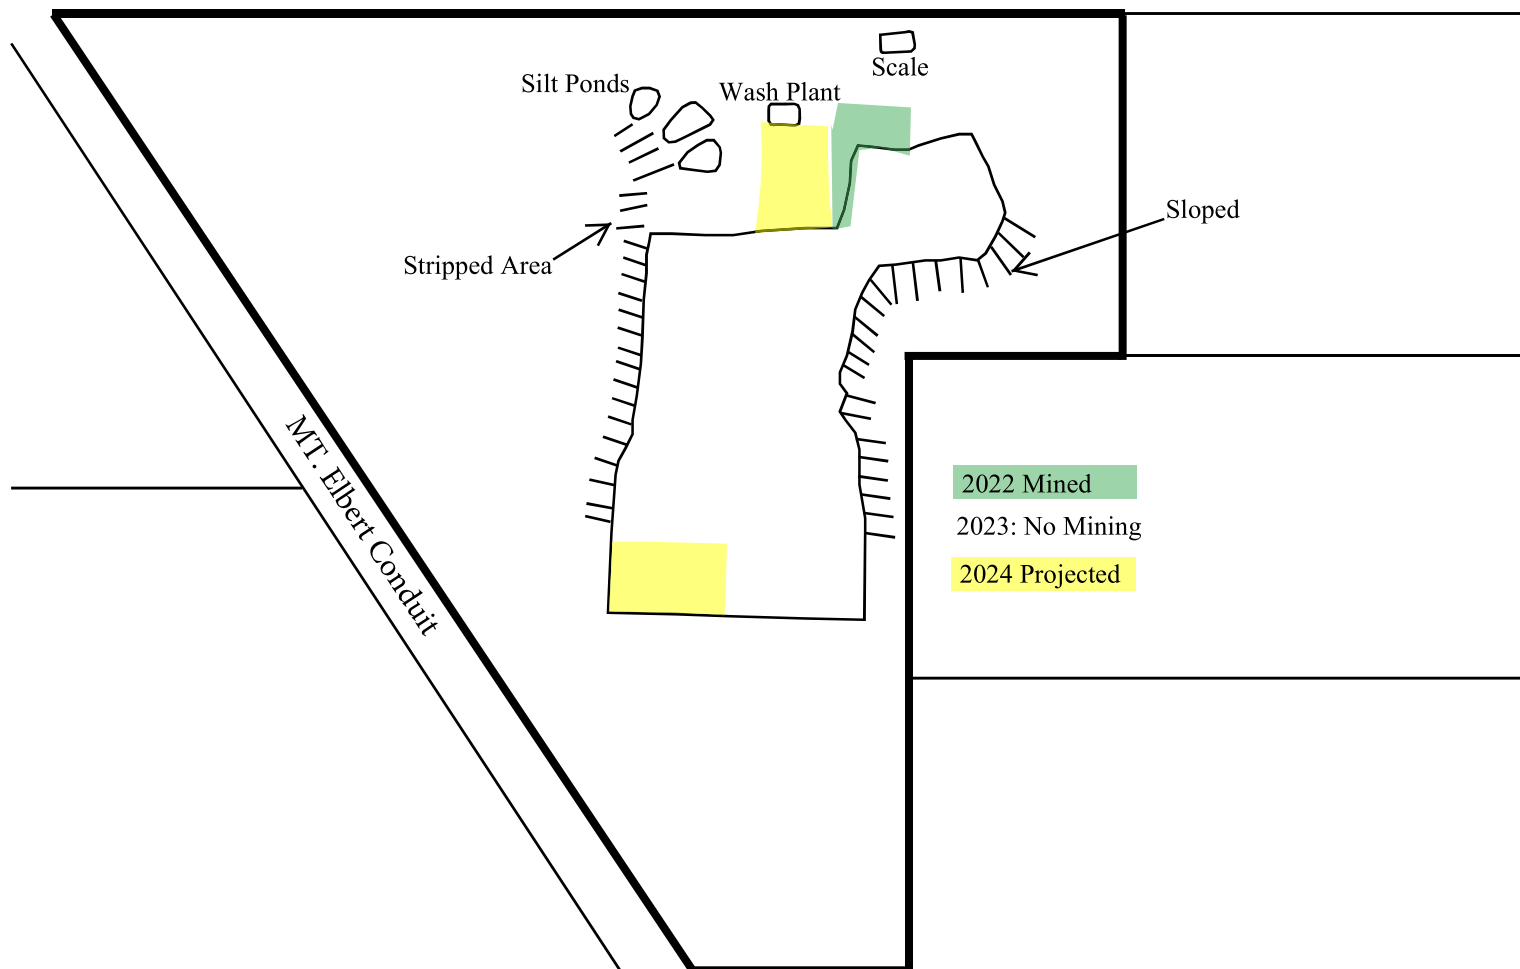 Scale
Silt Ponds
Wash Plant
Sloped
Stripped Area
MT. Elbert Conduit
2022 Mined
2023: No Mining
2024 Projected